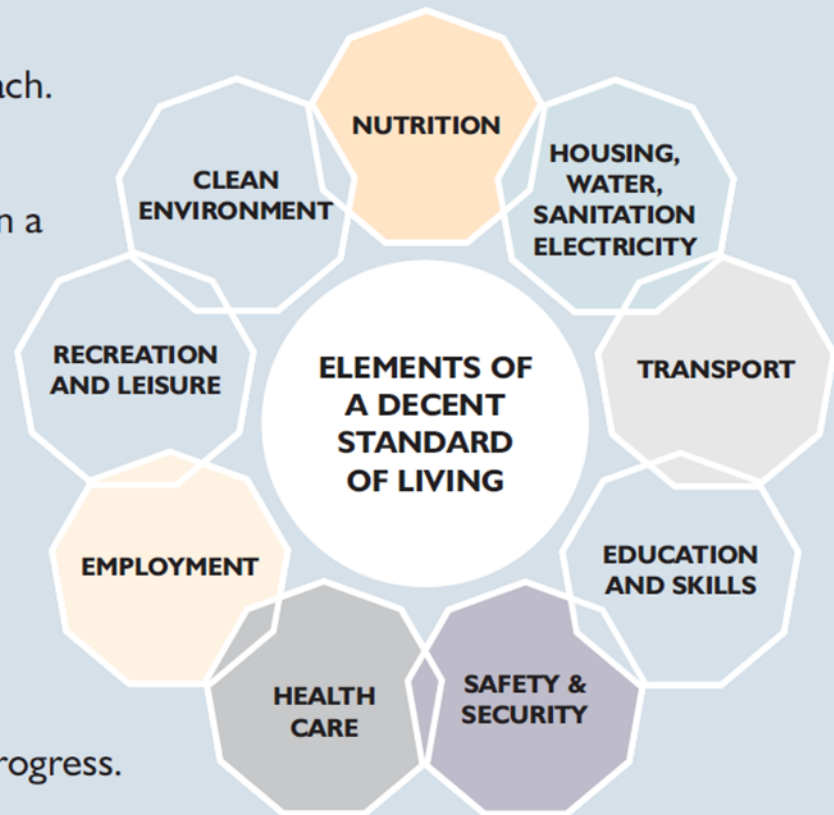 ach.
n a
rogress.
NUTRITION
HOUSING,
WATER,
SANITATION
ELECTRICITY
TRANSPORT
EDUCATION
AND SKILLS
SAFETY &
SECURITY
HEALTH
CARE
EMPLOYMENT
RECREATION
AND LEISURE
CLEAN
ENVIRONMENT
ELEMENTS OF
A DECENT
STANDARD
OF LIVING